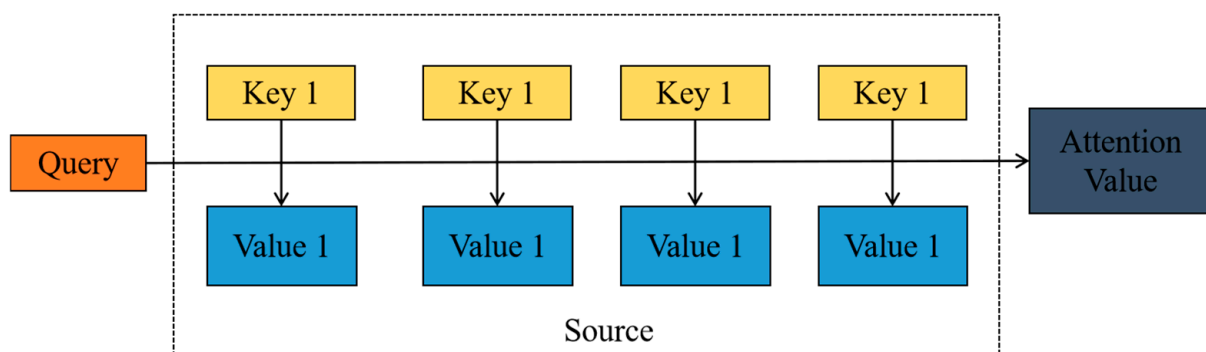 Key 1
Key 1
Key 1
Key 1
Query
Attention
Value
Value 1
Value 1
Value 1
Value 1
Source